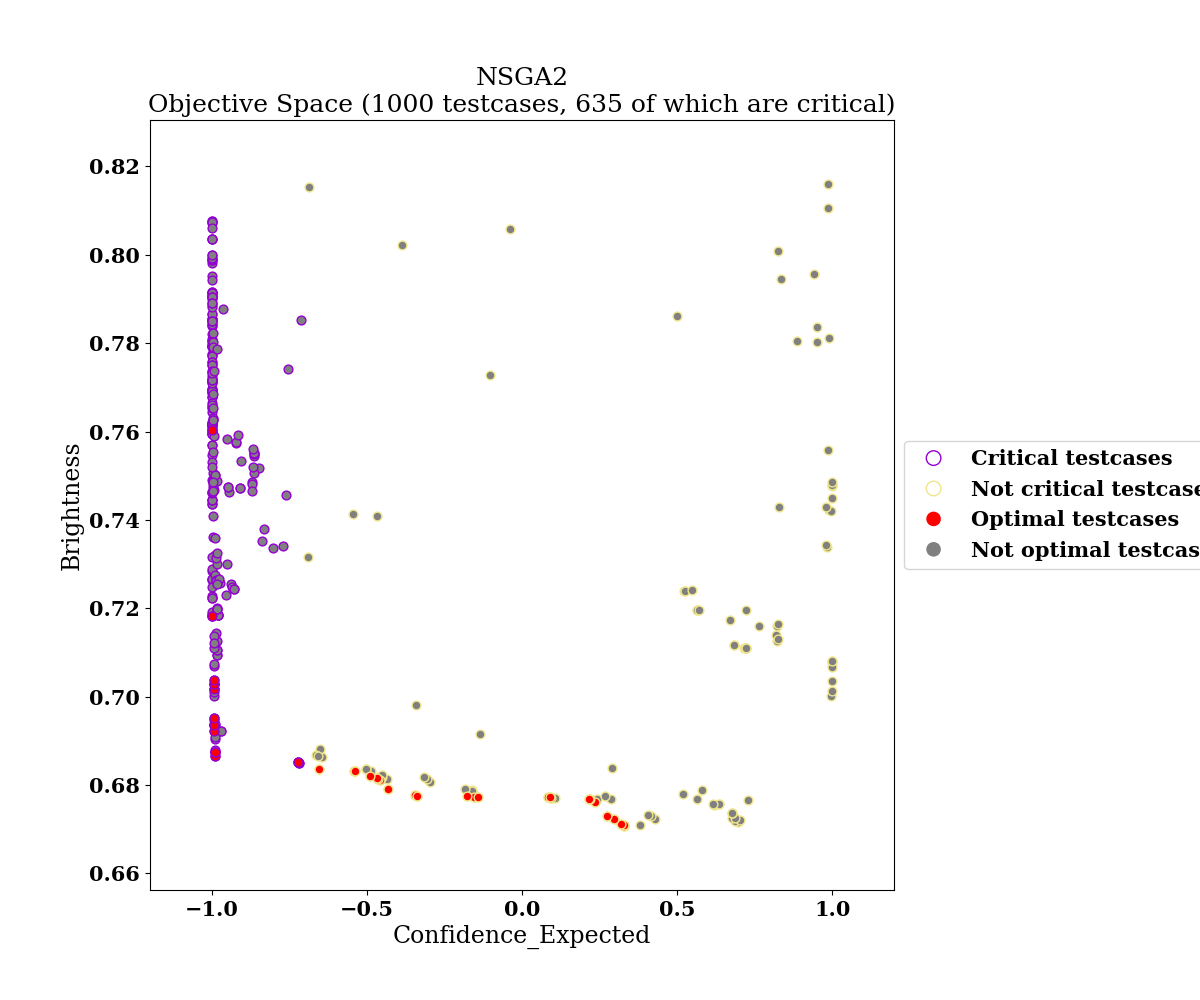 NSGA2
Objective Space (1000 testcases, 635 of which are critical)
0.82
0.80
0.78
0.76
0.74
0.72
0.70
0.68
0.66
Brightness
−1.0
−0.5
0.0
0.5
1.0
Confidence_Expected
Critical testcases
Not critical testcase
Optimal testcases
Not optimal testcas